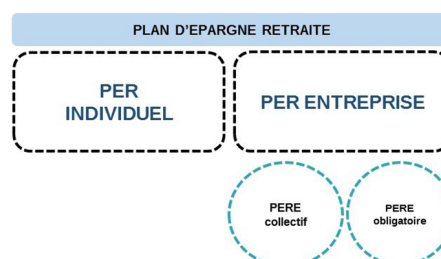 PLAN D’EPARGNE RETRAITE
PER
INDIVIDUEL
PER ENTREPRISE
PERE
collectif
PERE
obligatoire